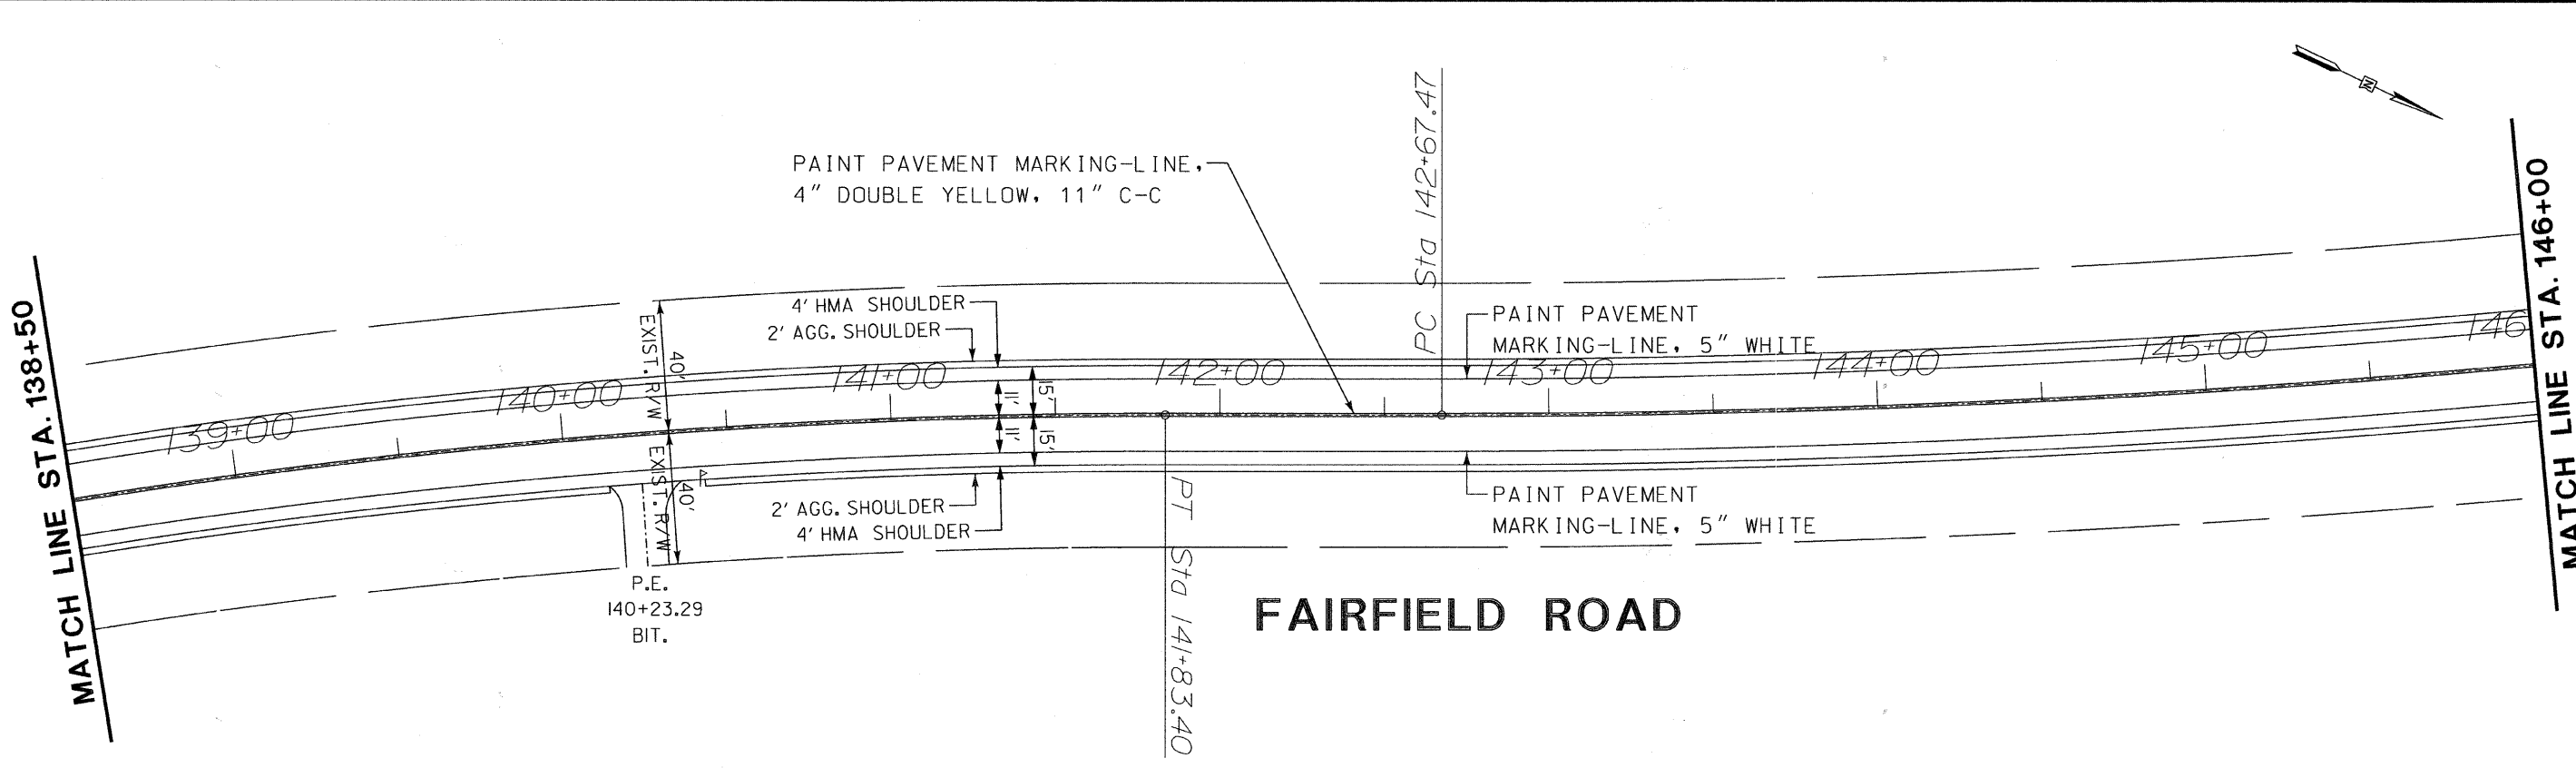 N
PC Sta 142+67.47
PAINT PAVEMENT MARKING-LINE,
4" DOUBLE YELLOW, 11" C-C
MATCH LINE STA. 138+50
MATCH LINE STA. 146+00
4' HMA SHOULDER
2' AGG. SHOULDER
EXIST. R/W
40'
PAINT PAVEMENT
MARKING-LINE, 5" WHITE
139+00
140+00
141+00
142+00
143+00
144+00
145+00
146
11'
15'
11'
15'
EXIST. R/W
40'
2' AGG. SHOULDER
4' HMA SHOULDER
PAINT PAVEMENT
MARKING-LINE, 5" WHITE
P
P.E.
140+23.29
BIT.
PT Sta 141+83.40
FAIRFIELD ROAD